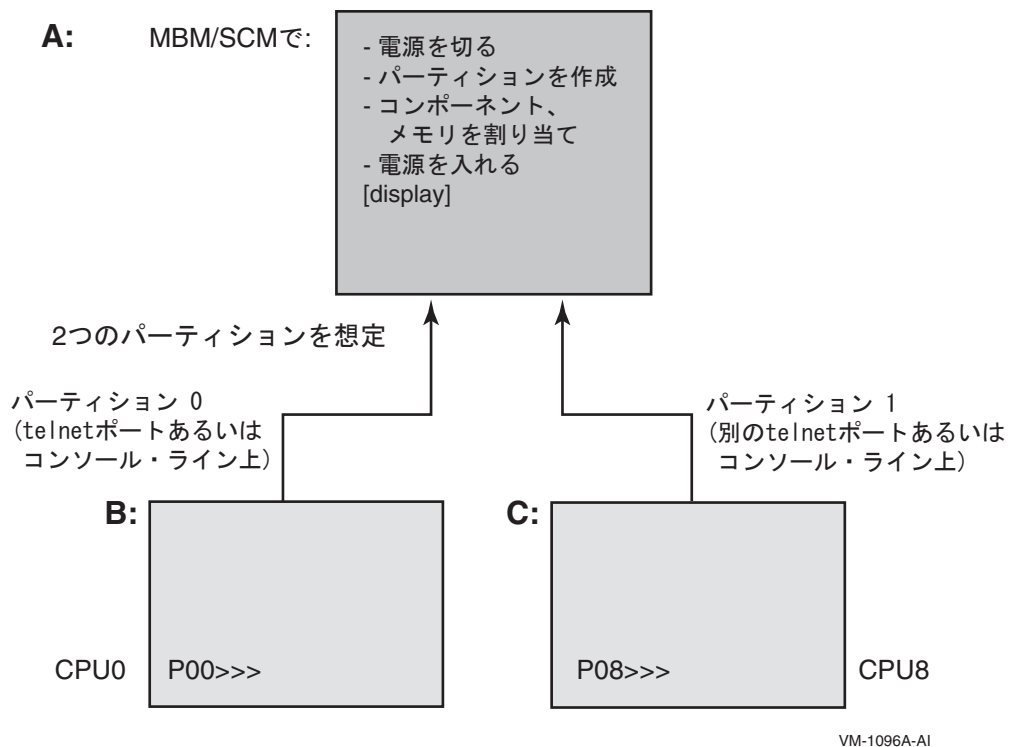 A:
MBM/SCMで:
- 電源を切る
- パーティションを作成
- コンポーネント、
メモリを割り当て
- 電源を入れる
[display]
2つのパーティションを想定
パーティション 0
(telnetポートあるいは
コンソール・ライン上)
パーティション 1
(別のtelnetポートあるいは
コンソール・ライン上)
B:
CPU0
P00>>>
C:
P08>>>
CPU8
VM-1096A-AI